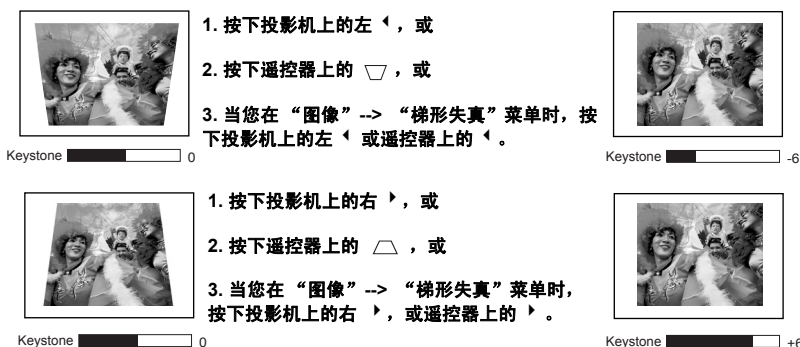 1. 按下投影机上的左 ，或
2. 按下遥控器上的 ，或
3. 当您在 “图像”--> “梯形失真”菜单时，按
下投影机上的左 或遥控器上的 。
Keystone 0
Keystone -6
1. 按下投影机上的右 ，或
2. 按下遥控器上的 ，或
3. 当您在 “图像”--> “梯形失真”菜单时，
按下投影机上的右 ，或遥控器上的 。
Keystone 0
Keystone +6